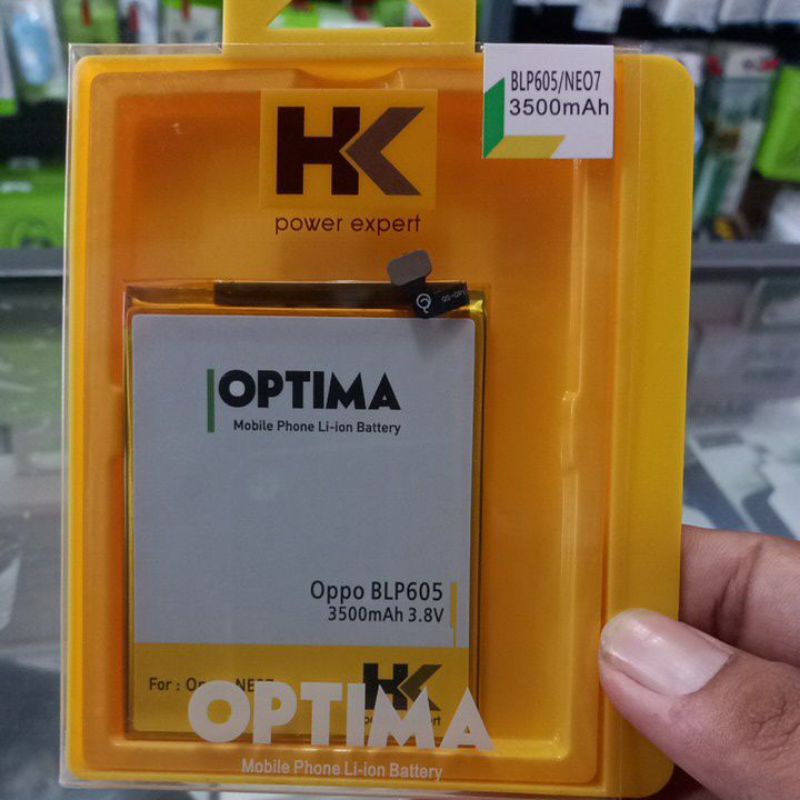 BLP605/NEO7
3500mAh
HK
power expert
OPTIMA
Mobile Phone Li-ion Battery
Oppo BLP605
3500mAh 3.8V
For :
HK
OPTIMA
Mobile Phone Li-ion Battery